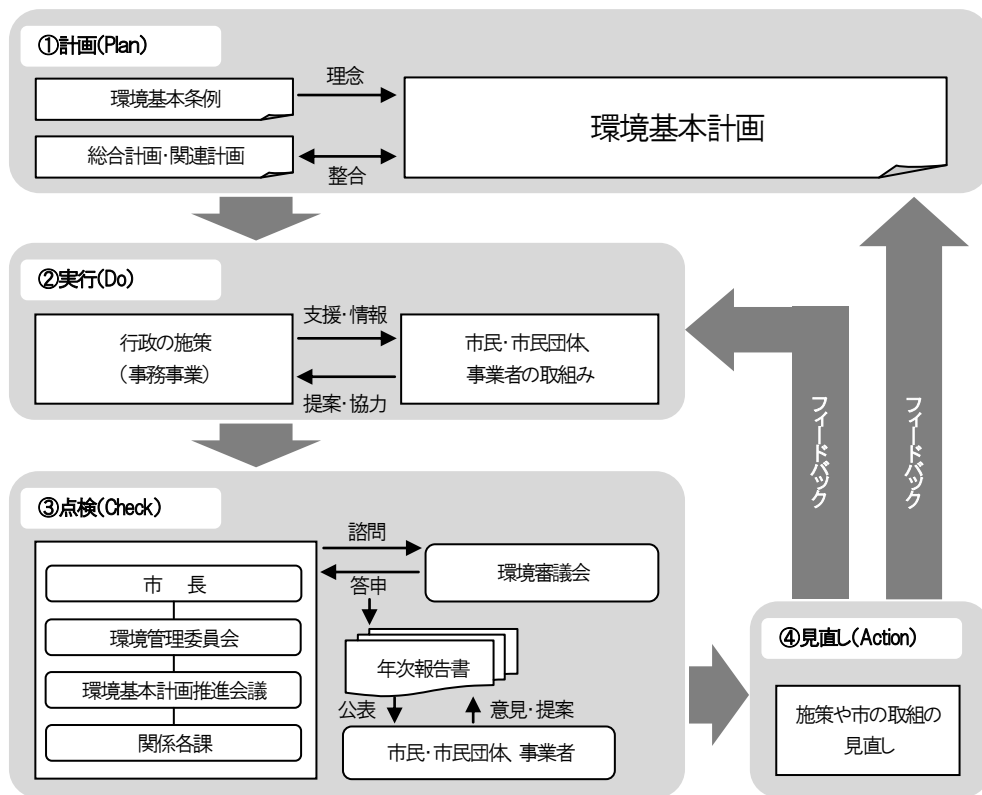 ①計画(Plan)
環境基本条例
理念
環境基本計画
総合計画・関連計画
整合
②実行(Do)
行政の施策
（事務事業）
支援・情報
提案・協力
市民・市民団体、
事業者の取組み
フィードバック
フィードバック
③点検(Check)
市　長
環境管理委員会
環境基本計画推進会議
関係各課
諮問
答申
環境審議会
年次報告書
公表
意見・提案
市民・市民団体、事業者
④見直し(Action)
施策や市の取組の
見直し